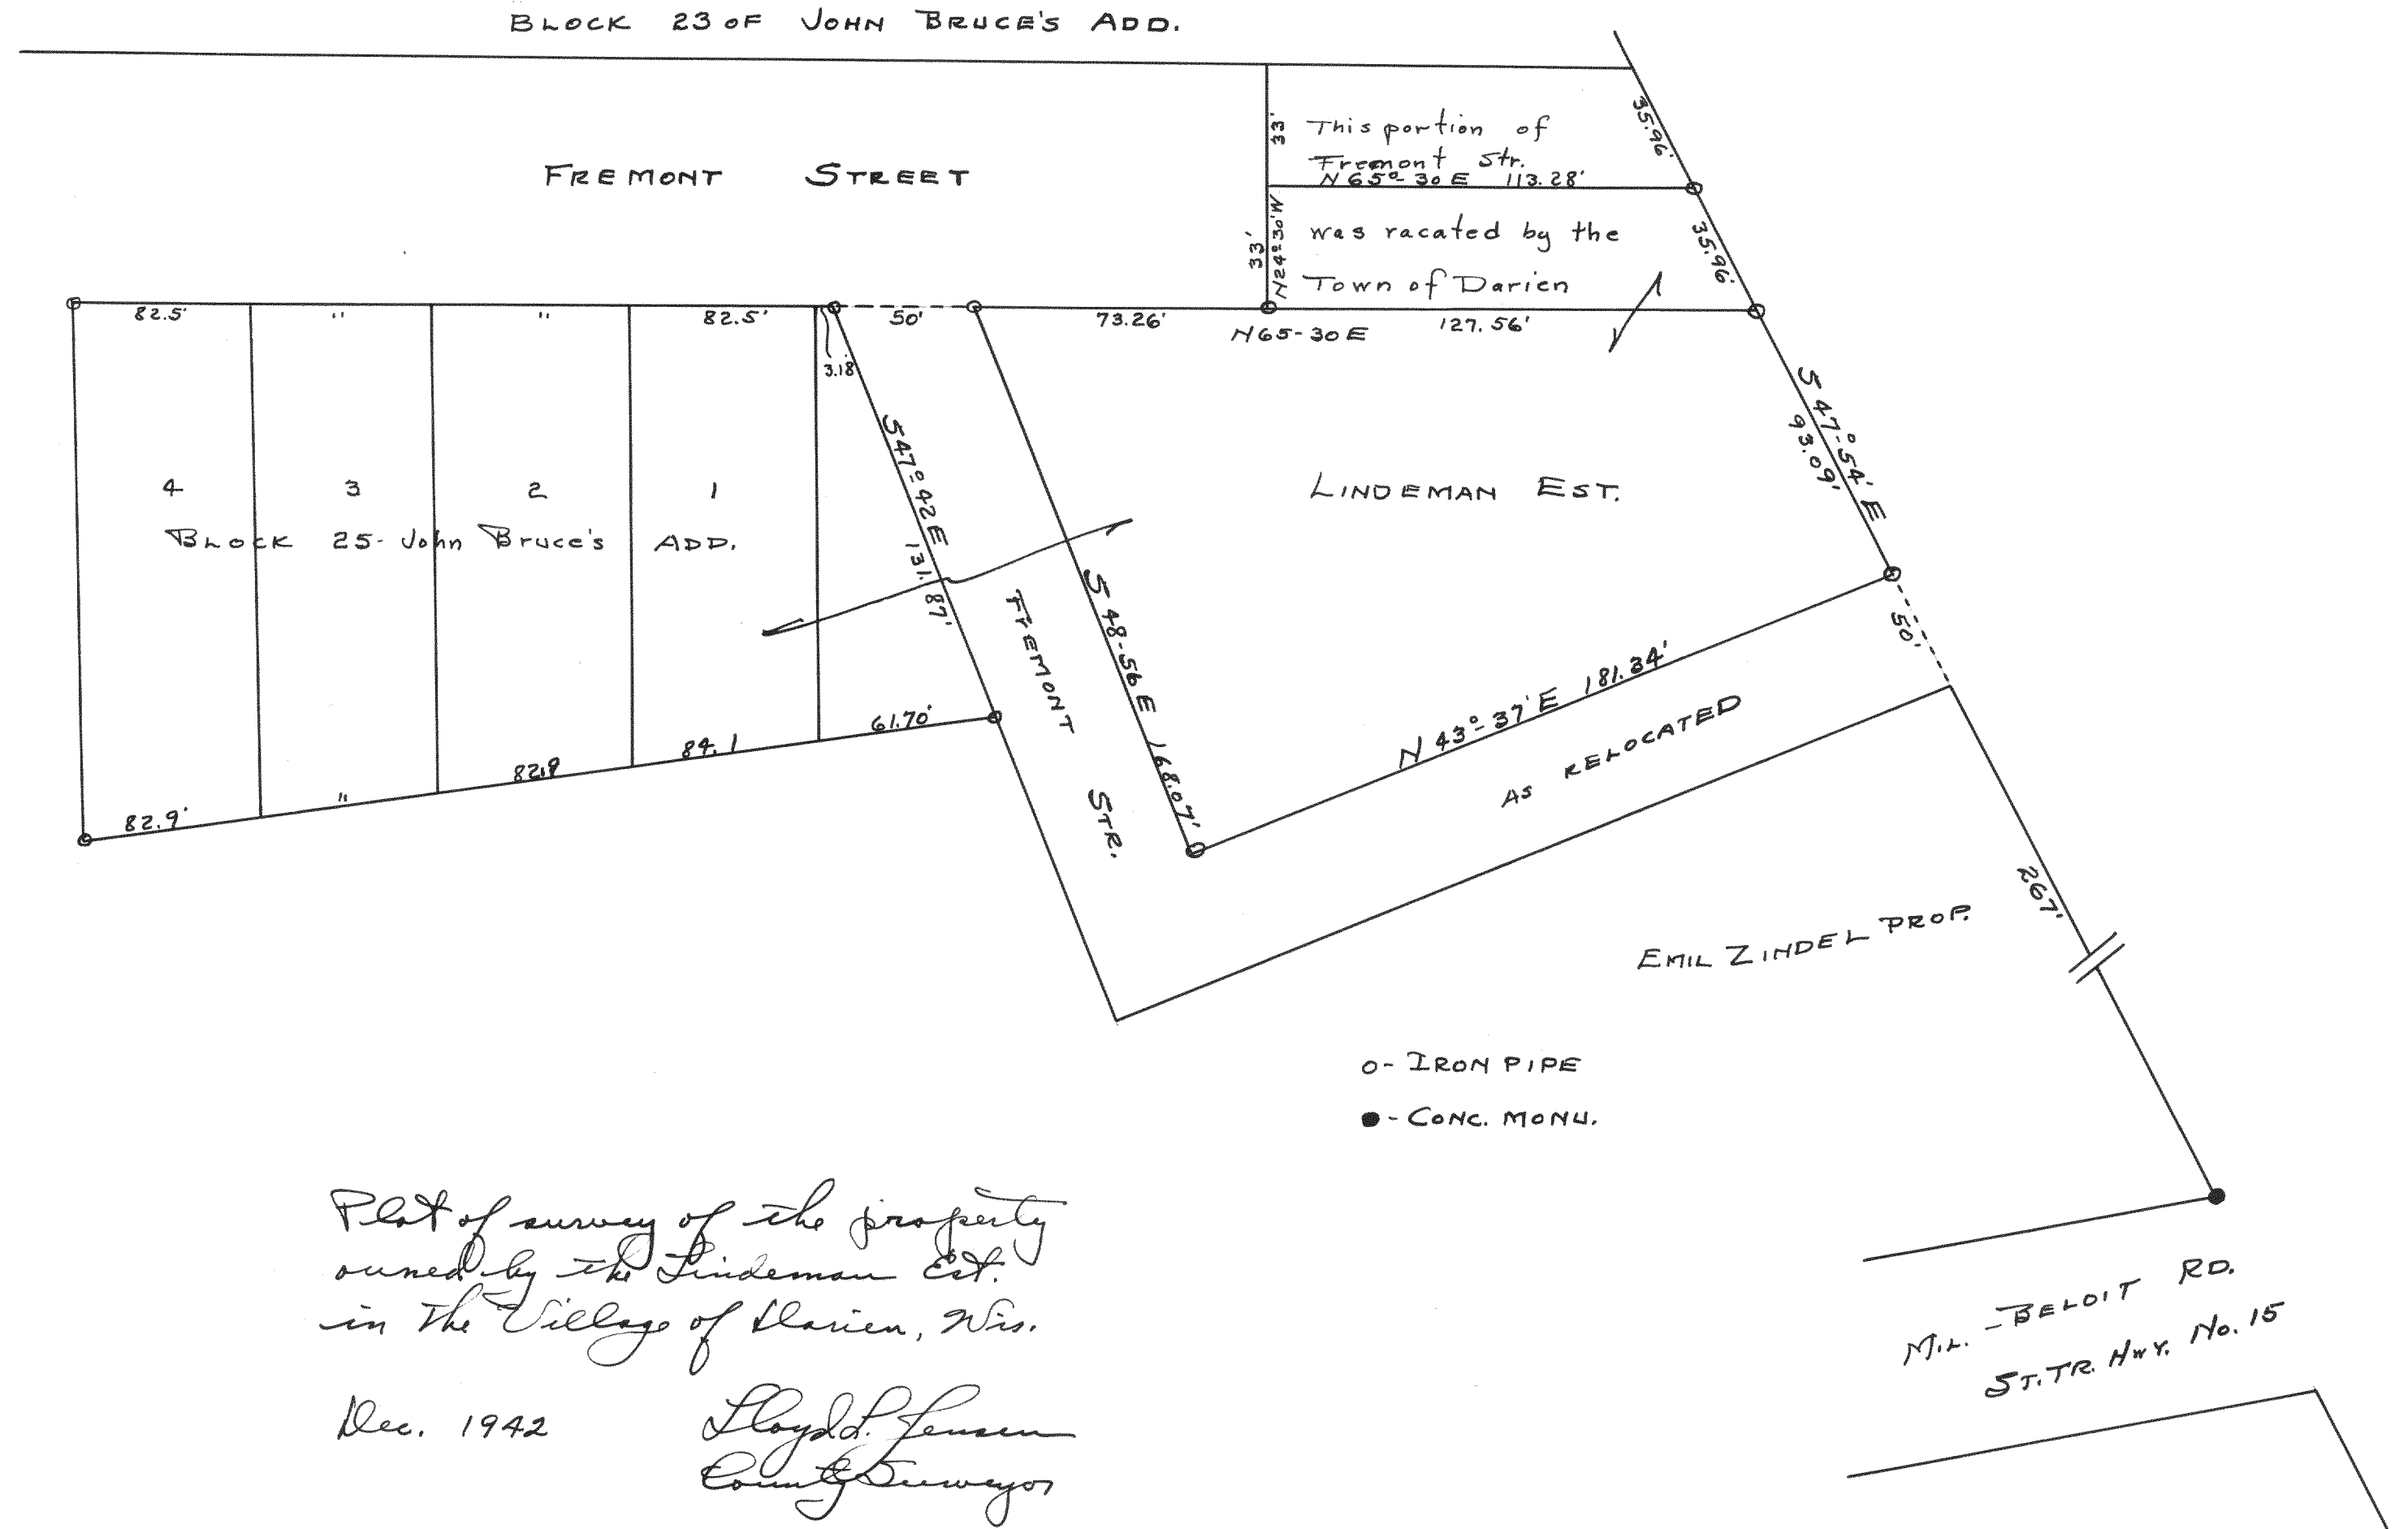 BLOCK 23 OF JOHN BRUCE'S ADD.
35.96'
33'
This portion of
Fremont Str.
N 65°-30 E 113.28'
FREMONT STREET
33'
N 24°30'W
was racated by the
Town of Darien
35.96'
82.5'
"
"
82.5'
3.18
50'
73.26'
N 65-30 E
127.56'
S 47°-54' E
93.09'
S 47°42 E
131.87'
4
3
2
1
BLOCK 25- John Bruce's ADD.
LINDEMAN EST.
FREMONT STR.
S 48-56 E 168.07'
N 43°-37' E 181.34'
50'
AS RELOCATED
61.70'
84.1
82.9
"
82.9'
267'
EMIL ZINDEL PROP.
o- IRON PIPE
●- CONC. MONU.
Plat of survey of the property
owned by the Lindeman Est.
in the Village of Darien, Wis.
Dec. 1942
Lloyd L. Jensen
County Surveyor
MIL. - BELOIT RD.
ST. TR. HWY. No. 15